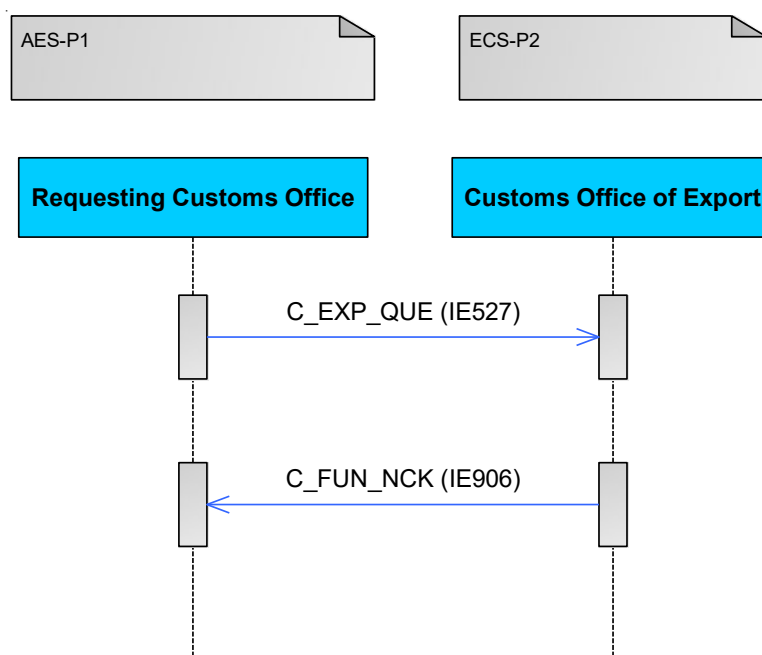 AES-P1
ECS-P2
Requesting Customs Office
Customs Office of Export
C_EXP_QUE (IE527)
C_FUN_NCK (IE906)